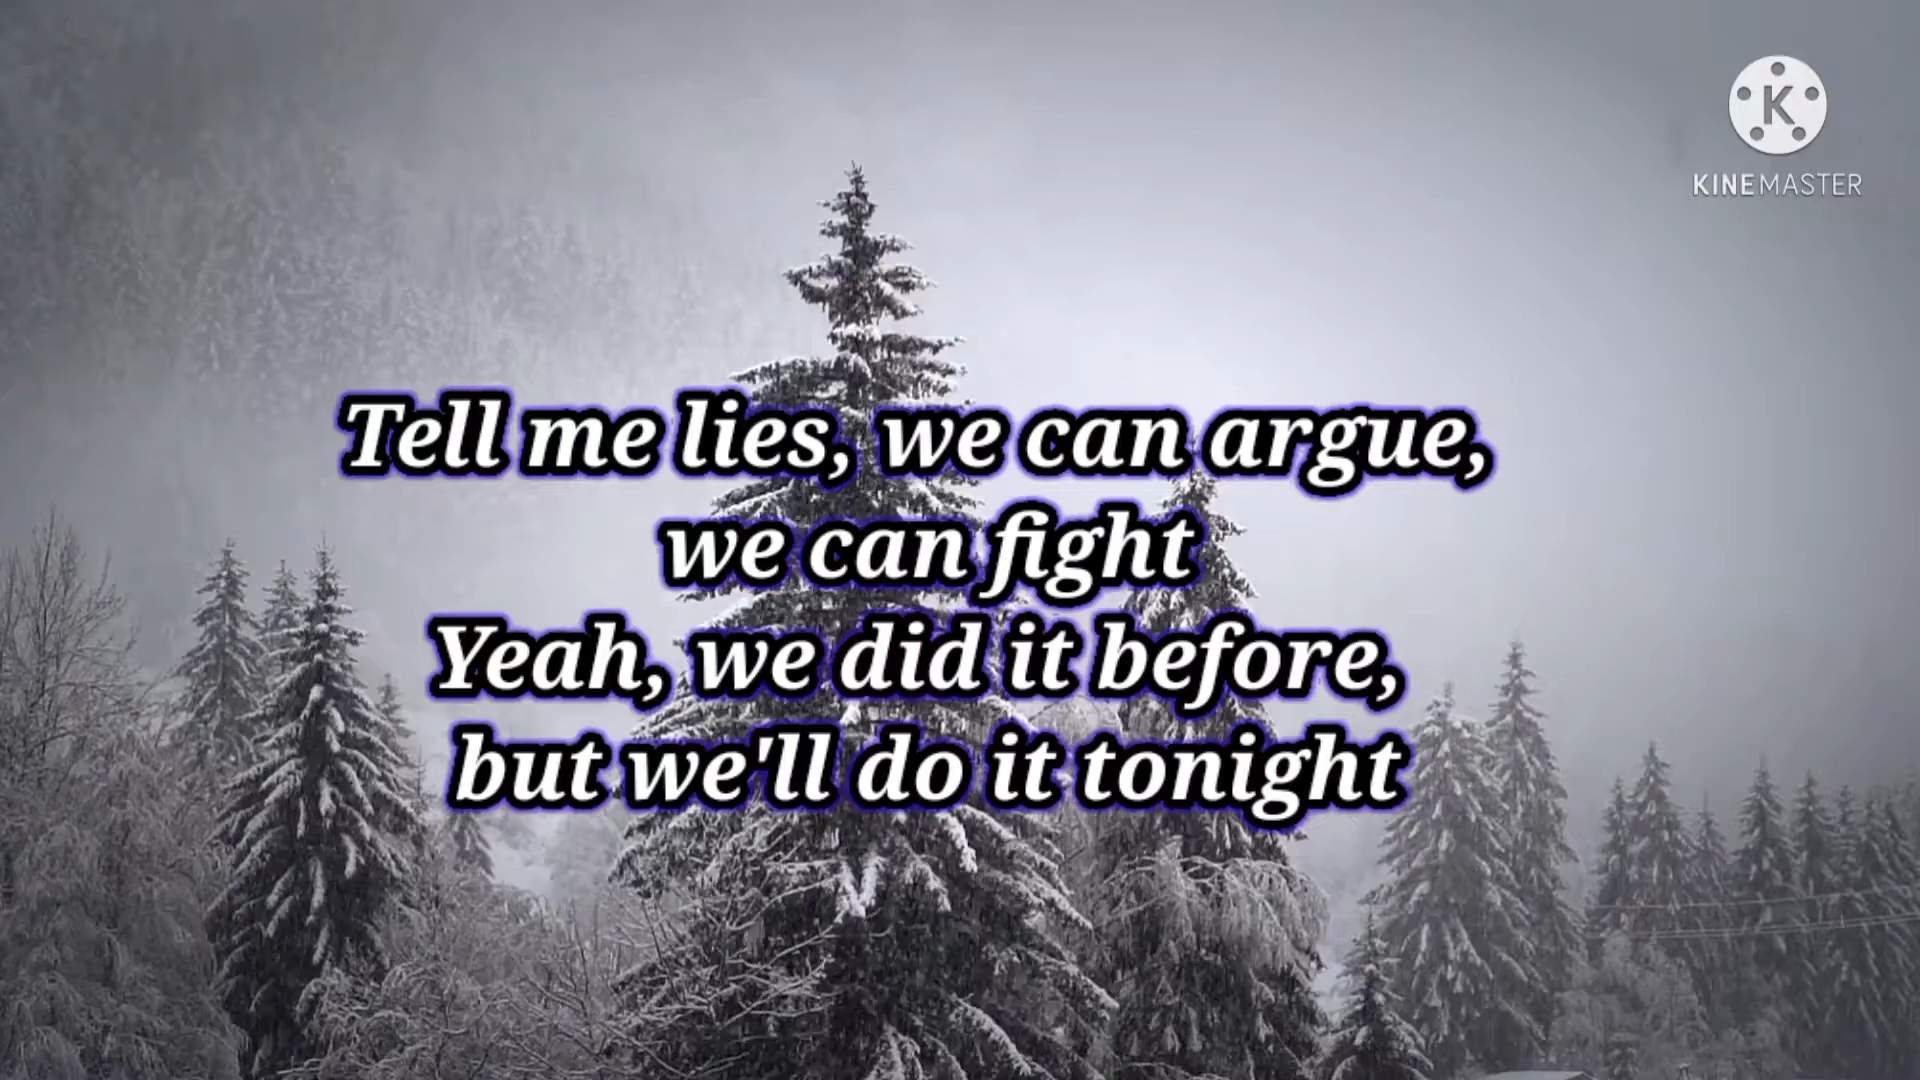 KINEMASTER
Tell me lies, we can argue,
we can fight
Yeah, we did it before,
but we'll do it tonight